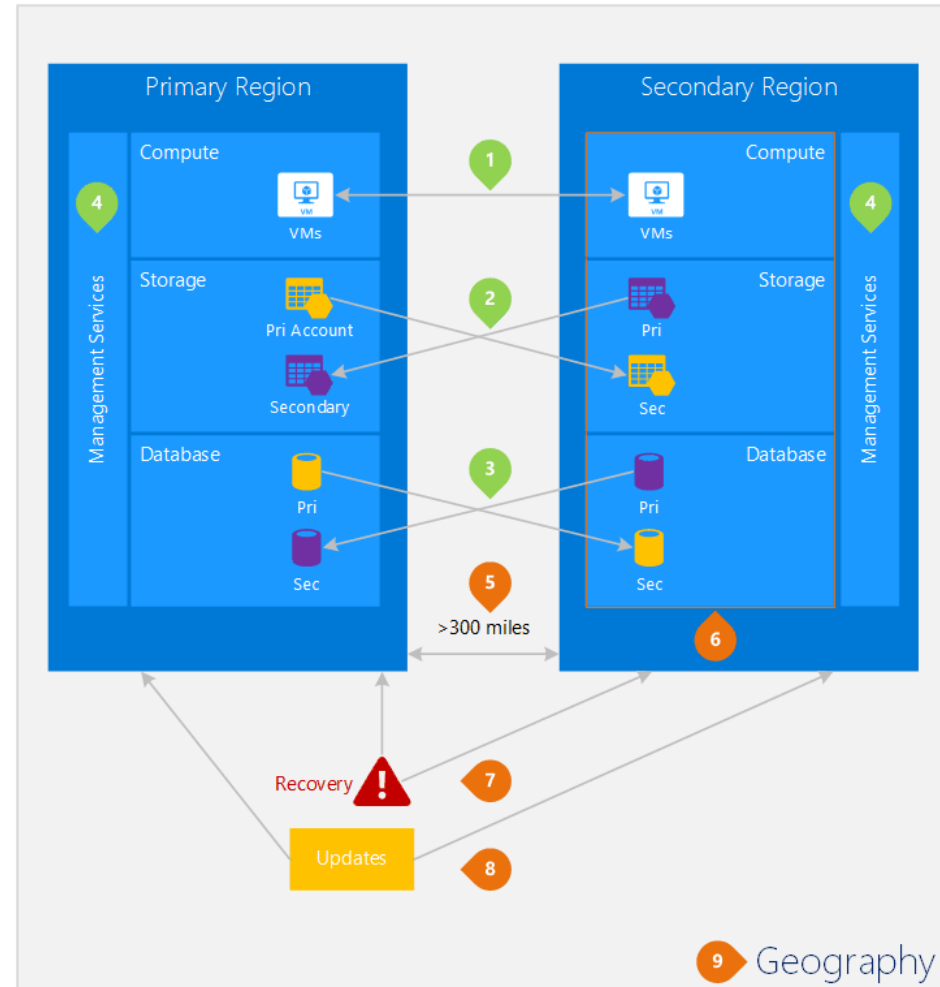 Primary Region
Management Services
4
Compute
VM
VMs
Storage
Pri Account
Secondary
Database
Pri
Sec
1
2
3
5
>300 miles
Secondary Region
Compute
VM
VMs
Storage
Pri
Sec
Database
Pri
Sec
4
Management Services
6
Recovery
!
7
Updates
8
9
Geography